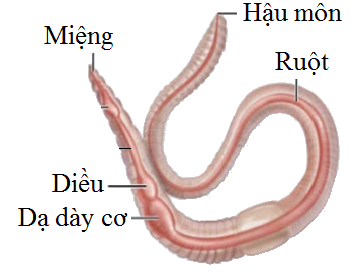 Hậu môn
Miệng
Ruột
Diều
Dạ dày cơ